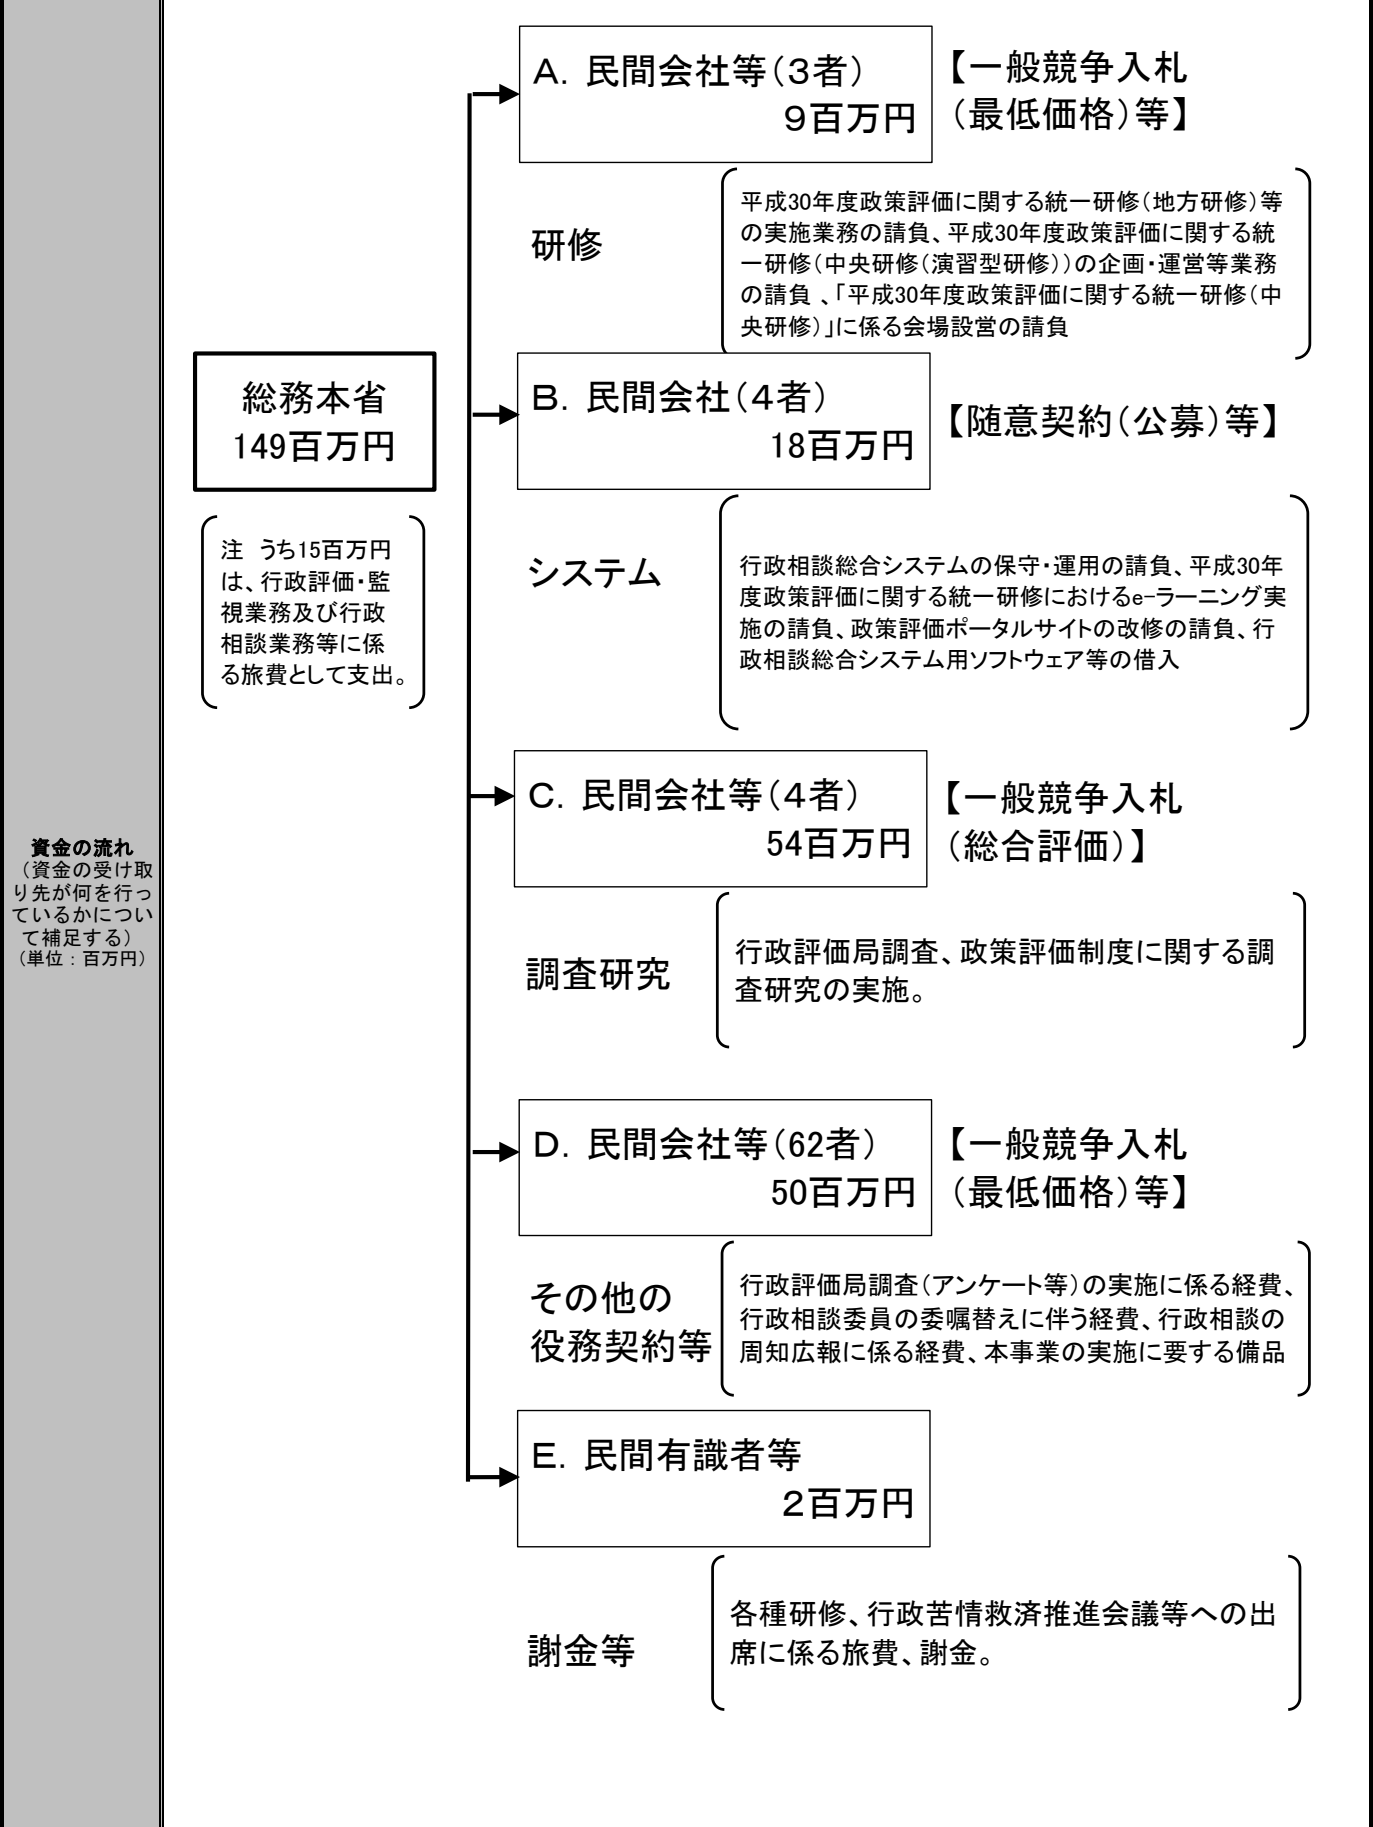 資金の流れ
（資金の受け取
り先が何を行っ
ているかについ
て補足する）
（単位：百万円）
総務本省
149百万円
注　うち15百万円
は、行政評価・監
視業務及び行政
相談業務等に係
る旅費として支出。
A．民間会社等（３者）
９百万円
【一般競争入札
（最低価格）等】
研修
平成30年度政策評価に関する統一研修（地方研修）等
の実施業務の請負、平成30年度政策評価に関する統
一研修（中央研修（演習型研修））の企画・運営等業務
の請負 、「平成30年度政策評価に関する統一研修（中
央研修）」に係る会場設営の請負
B．民間会社（４者）
18百万円
【随意契約（公募）等】
システム
行政相談総合システムの保守・運用の請負、平成30年
度政策評価に関する統一研修におけるe-ラーニング実
施の請負、政策評価ポータルサイトの改修の請負、行
政相談総合システム用ソフトウェア等の借入
C．民間会社等（４者）
54百万円
【一般競争入札
（総合評価）】
調査研究
行政評価局調査、政策評価制度に関する調
査研究の実施。
D．民間会社等（62者）
50百万円
【一般競争入札
（最低価格）等】
その他の
役務契約等
行政評価局調査（アンケート等）の実施に係る経費、
行政相談委員の委嘱替えに伴う経費、行政相談の
周知広報に係る経費、本事業の実施に要する備品
E．民間有識者等
２百万円
謝金等
各種研修、行政苦情救済推進会議等への出
席に係る旅費、謝金。